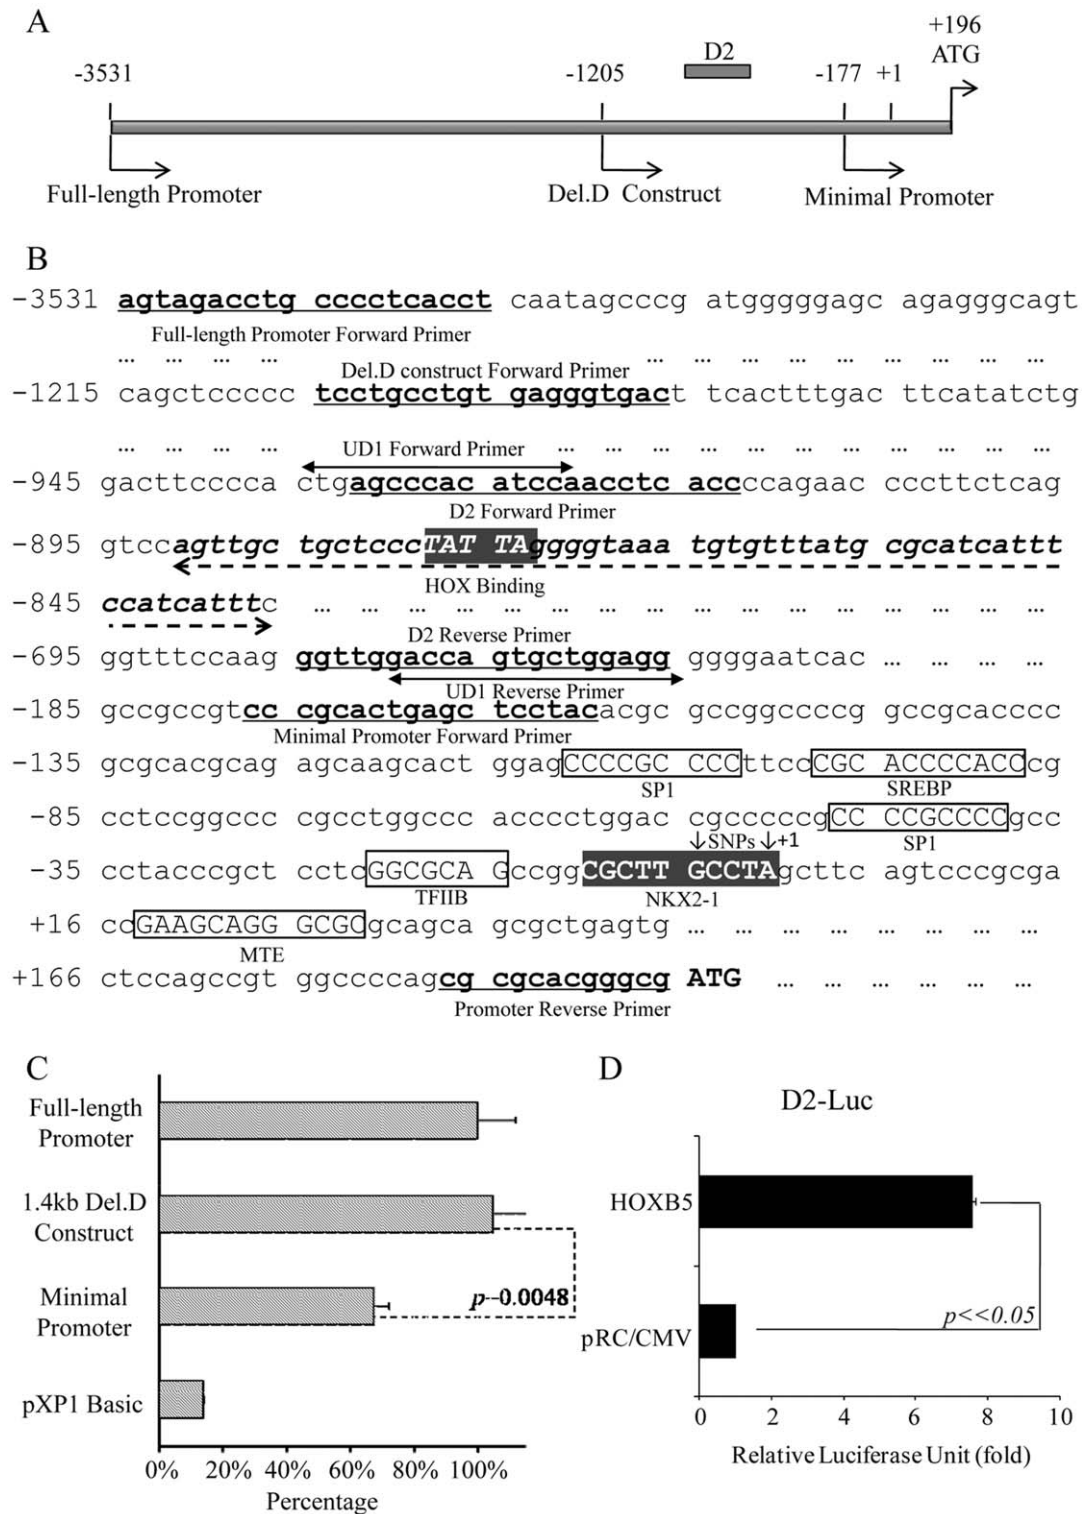 A
+196
D2
ATG
-3531
-1205
-177 +1
Full-length Promoter
Del.D Construct
Minimal Promoter
B
-3531 agtagacctg cccctcacct caatagcccg atgggggagc agagggcagt
Full-length Promoter Forward Primer
... ... ... ... ... ... ... ... ... ... ... ... ...
Del.D construct Forward Primer
-1215 cagctccccc tcctgcctgt gagggtgact tcactttgac ttcatatctg
... ... ... ... UD1 Forward Primer ... ... ... ... ... ... ... ... ... ... ...
-945 gacttcccca ctgagcccac atccaacctc acccccagaac cccttctcag
D2 Forward Primer
-895 gtccagttgc tgctcccTAT TAggggtaaa tgtgtttatg cgcatcattt
HOX Binding
-845 ccatcatttc ... ... ... ... ... ... ... ... ... ... ... ... ... ... ... ...
D2 Reverse Primer
-695 ggtttccaag ggttggacca gtgctggagg ggggaatcac ... ... ... ...
UD1 Reverse Primer
-185 gccgccgtcc cgcactgagc tcctacacgc gccggccccg gccgcacccc
Minimal Promoter Forward Primer
-135 gcgcacgcag agcaagcact ggagCCCCGC CCCttccCGC ACCCCACCcg
SP1 SREBP
-85 cctccggccc cgcctggccc acccctggac cgcccccgCC CCGCCCCgcc
↓SNPs ↓+1 SP1
-35 cctacccgct cctcGGCGCA GccggCGCTT GCCTAgcttc agtcccgcga
TFIIB NKX2-1
+16 ccGAAGCAGG GCGCgcagca gcgctgagtg ... ... ... ... ... ... ... ...
MTE
+166 ctccagccgt ggccccagcg cgcacgggcg ATG ... ... ... ... ... ...
Promoter Reverse Primer
C
Full-length
Promoter
1.4kb Del.D
Construct
Minimal
Promoter
p--0.0048
pXP1 Basic
0% 20% 40% 60% 80% 100%
Percentage
D
D2-Luc
HOXB5
pRC/CMV
p<<0.05
0 2 4 6 8 10
Relative Luciferase Unit (fold)